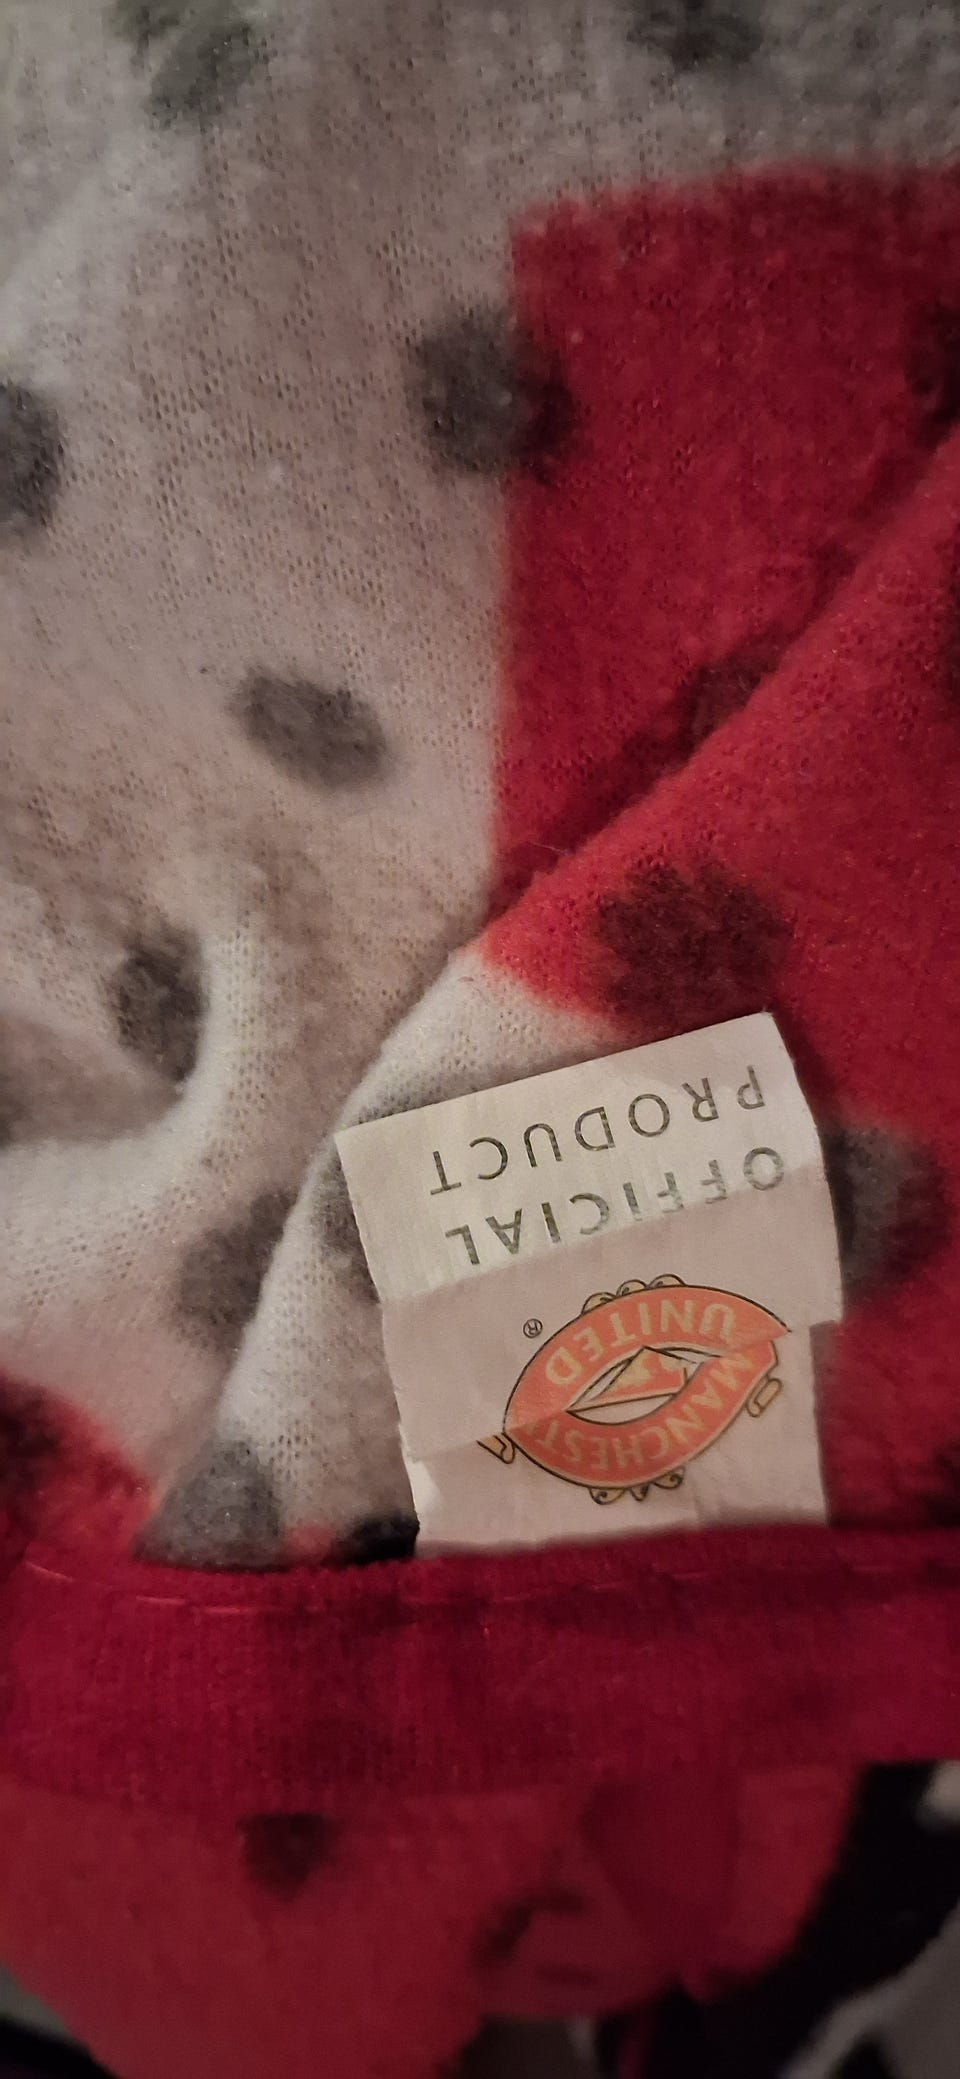 MANCHEST
UNITED
®
OFFICIAL
PRODUCT